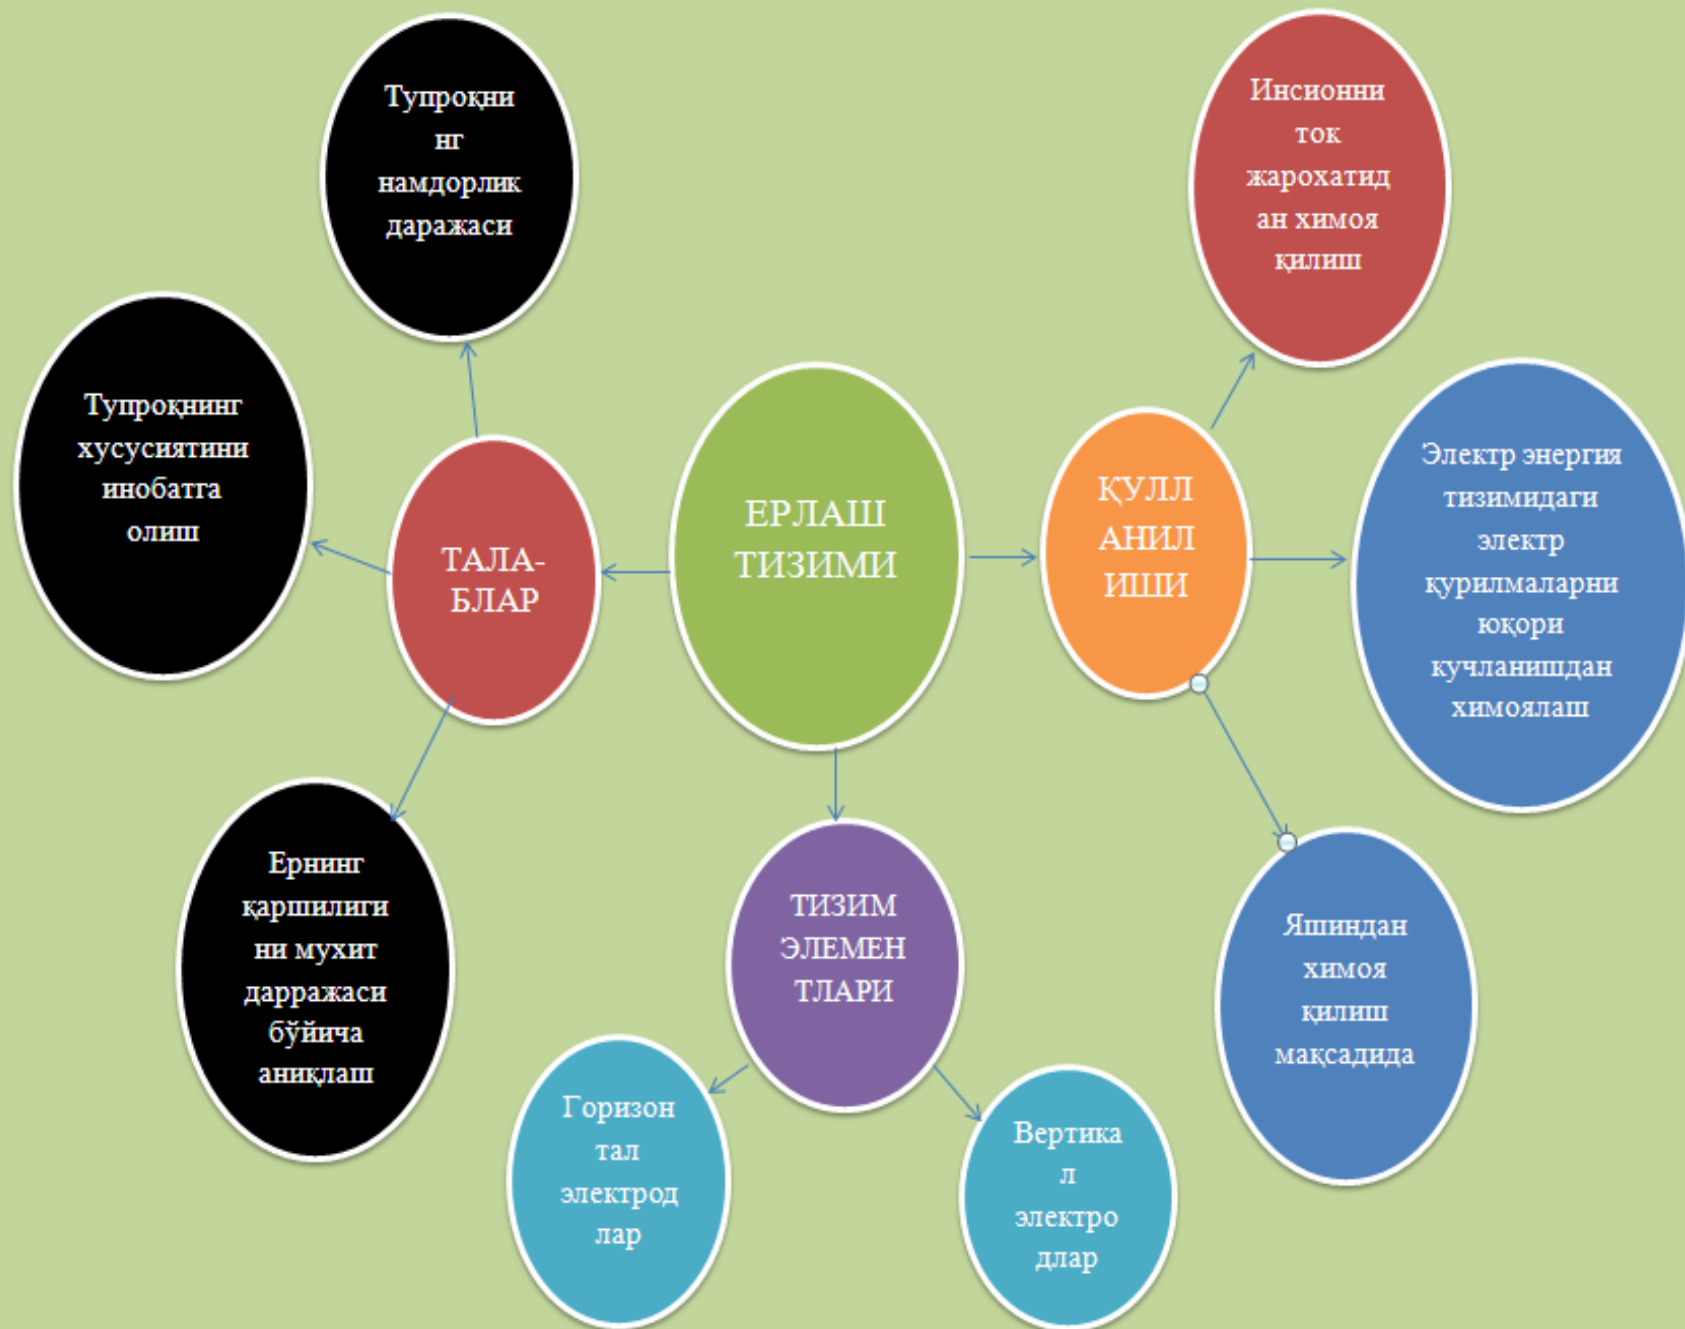 Тупроқни
нг
намдорлик
даражаси
Инсионни
ток
жарохатид
ан химоя
қилиш
Тупроқнинг
хусусиятини
инобатга
олиш
ЕРЛАШ
ТИЗИМИ
ҚУЛЛ
АНИЛ
ИШИ
Электр энергия
тизимидаги
электр
қурилмаларни
юқори
кучланишдан
химоялаш
ТАЛА-
БЛАР
Ернинг
қаршилиги
ни мухит
дарражаси
бўйича
аниқлаш
ТИЗИМ
ЭЛЕМЕН
ТЛАРИ
Яшиндан
химоя
қилиш
мақсадида
Горизон
тал
электрод
лар
Вертика
л
электро
длар